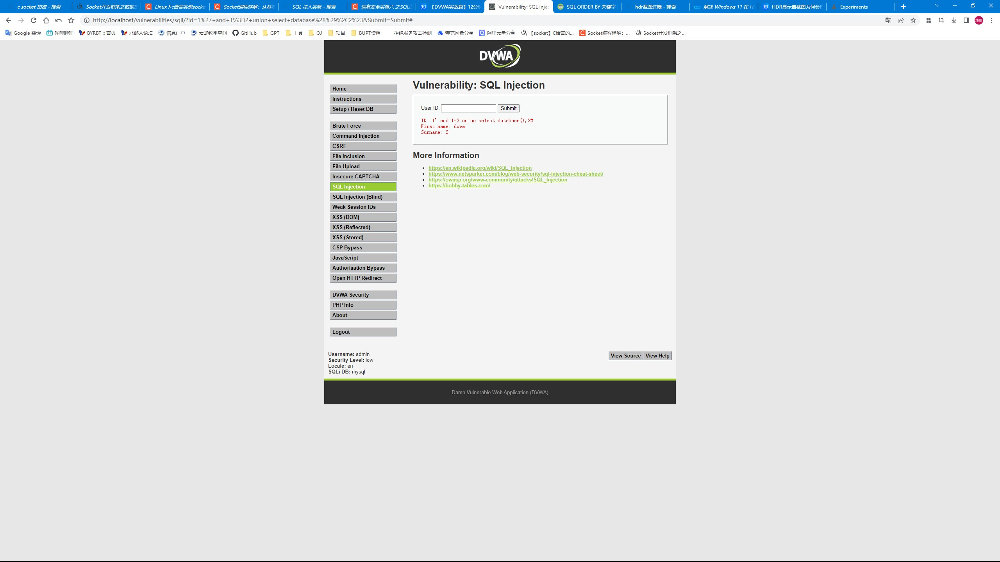 c socket 加密 - 搜索
Socket开发框架之数据加
Linux下c语言实现socke
Socket编程详解：从基本
SQL 注入实验 - 搜索
信息安全实验六 之SQL注
【DVWA实战篇】12分钟
Vulnerability: SQL Injec
SQL ORDER BY 关键字
hdr截图过曝 - 搜索
解决 Windows 11 在 H
HDR显示器截图为何会过
Experiments
http://localhost/vulnerabilities/sqli/?id=1%27+and+1%3D2+union+select+database%28%29%2C2%23&Submit=Submit#
炜康
Google 翻译
哔哩哔哩
BYRBT :: 首页
北邮人论坛
信息门户
云邮教学空间
GitHub
GPT
工具
OJ
项目
BUPT资源
拒绝服务攻击检测
夸克网盘分享
阿里云盘分享
【socket】C语言的...
Socket编程详解：...
Socket开发框架之...
DVWA
Home
Instructions
Setup / Reset DB
Brute Force
Command Injection
CSRF
File Inclusion
File Upload
Insecure CAPTCHA
SQL Injection
SQL Injection (Blind)
Weak Session IDs
XSS (DOM)
XSS (Reflected)
XSS (Stored)
CSP Bypass
JavaScript
Authorisation Bypass
Open HTTP Redirect
DVWA Security
PHP Info
About
Logout
Vulnerability: SQL Injection
User ID: Submit
ID: 1' and 1=2 union select database(),2#
First name: dvwa
Surname: 2
More Information
https://en.wikipedia.org/wiki/SQL_injection
https://www.netsparker.com/blog/web-security/sql-injection-cheat-sheet/
https://owasp.org/www-community/attacks/SQL_Injection
https://bobby-tables.com/
Username: admin
Security Level: low
Locale: en
SQLi DB: mysql
View Source View Help
Damn Vulnerable Web Application (DVWA)